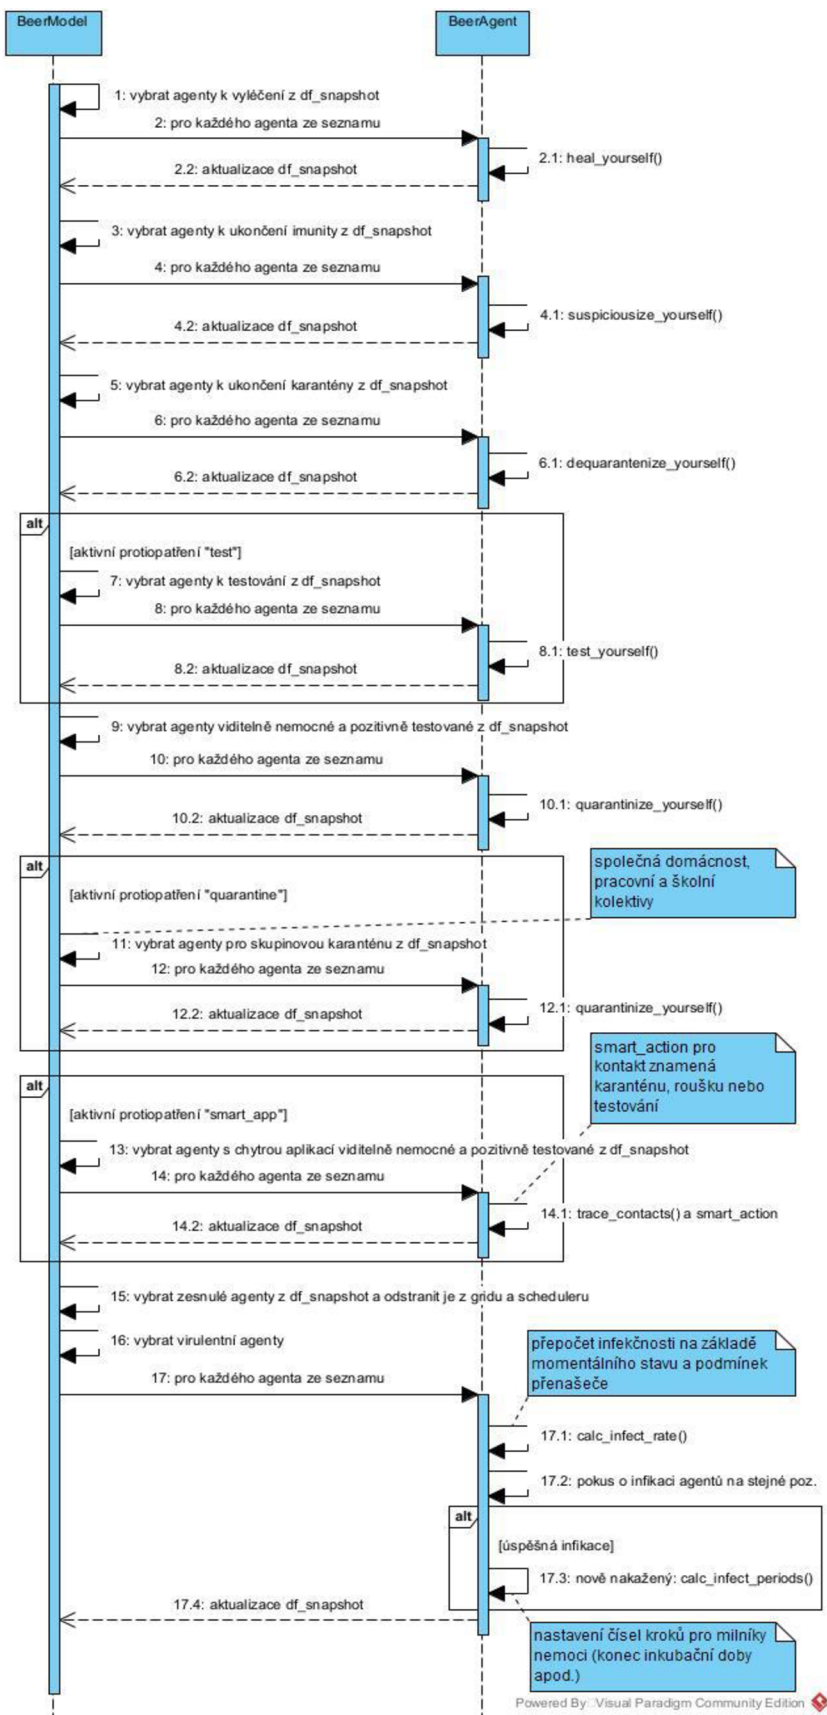 BeerModel
BeerAgent
1: vybrat agenty k vyléčení z df_snapshot
2: pro každého agenta ze seznamu
2.1: heal_yourself()
2.2: aktualizace df_snapshot
3: vybrat agenty k ukončení imunity z df_snapshot
4: pro každého agenta ze seznamu
4.1: suspiciousize_yourself()
4.2: aktualizace df_snapshot
5: vybrat agenty k ukončení karantény z df_snapshot
6: pro každého agenta ze seznamu
6.1: dequarantenize_yourself()
6.2: aktualizace df_snapshot
alt
[aktivní protiopatření "test"]
7: vybrat agenty k testování z df_snapshot
8: pro každého agenta ze seznamu
8.1: test_yourself()
8.2: aktualizace df_snapshot
9: vybrat agenty viditelně nemocné a pozitivně testované z df_snapshot
10: pro každého agenta ze seznamu
10.1: quarantinize_yourself()
10.2: aktualizace df_snapshot
alt
společná domácnost,
pracovní a školní
kolektivy
[aktivní protiopatření "quarantine"]
11: vybrat agenty pro skupinovou karanténu z df_snapshot
12: pro každého agenta ze seznamu
12.1: quarantinize_yourself()
12.2: aktualizace df_snapshot
smart_action pro
kontakt znamená
karanténu, roušku nebo
testování
alt
[aktivní protiopatření "smart_app"]
13: vybrat agenty s chytrou aplikací viditelně nemocné a pozitivně testované z df_snapshot
14: pro každého agenta ze seznamu
14.1: trace_contacts() a smart_action
14.2: aktualizace df_snapshot
15: vybrat zesnulé agenty z df_snapshot a odstranit je z gridu a scheduleru
16: vybrat virulentní agenty
přepočet infekčnosti na základě
momentálního stavu a podmínek
přenašeče
17: pro každého agenta ze seznamu
17.1: calc_infect_rate()
17.2: pokus o infikaci agentů na stejné poz.
alt
[úspěšná infikace]
17.3: nově nakažený: calc_infect_periods()
17.4: aktualizace df_snapshot
nastavení čísel kroků pro milníky
nemoci (konec inkubační doby
apod.)
Powered By Visual Paradigm Community Edition